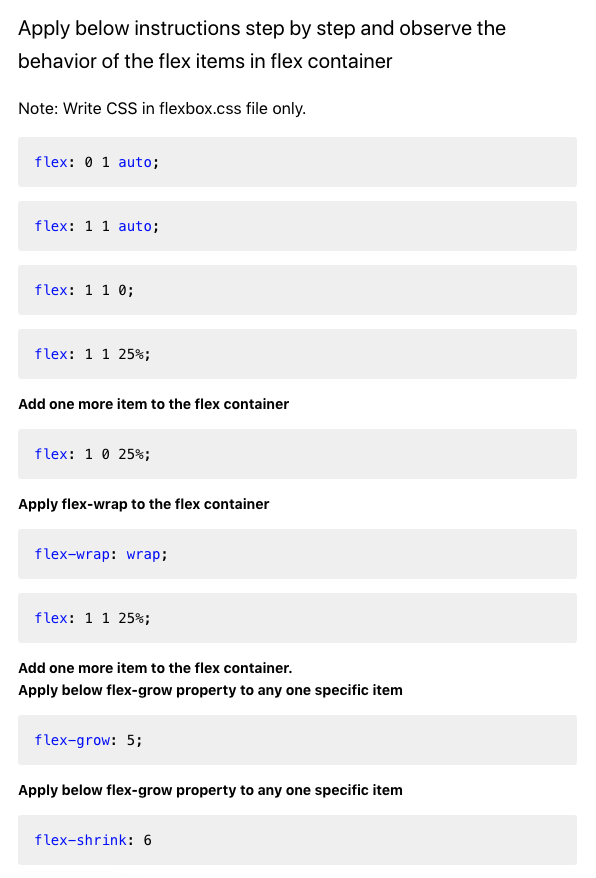 Apply below instructions step by step and observe the
behavior of the flex items in flex container
Note: Write CSS in flexbox.css file only.
flex: 0 1 auto;
flex: 1 1 auto;
flex: 1 1 0;
flex: 1 1 25%;
Add one more item to the flex container
flex: 1 0 25%;
Apply flex-wrap to the flex container
flex-wrap: wrap;
flex: 1 1 25%;
Add one more item to the flex container.
Apply below flex-grow property to any one specific item
flex-grow: 5;
Apply below flex-grow property to any one specific item
flex-shrink: 6